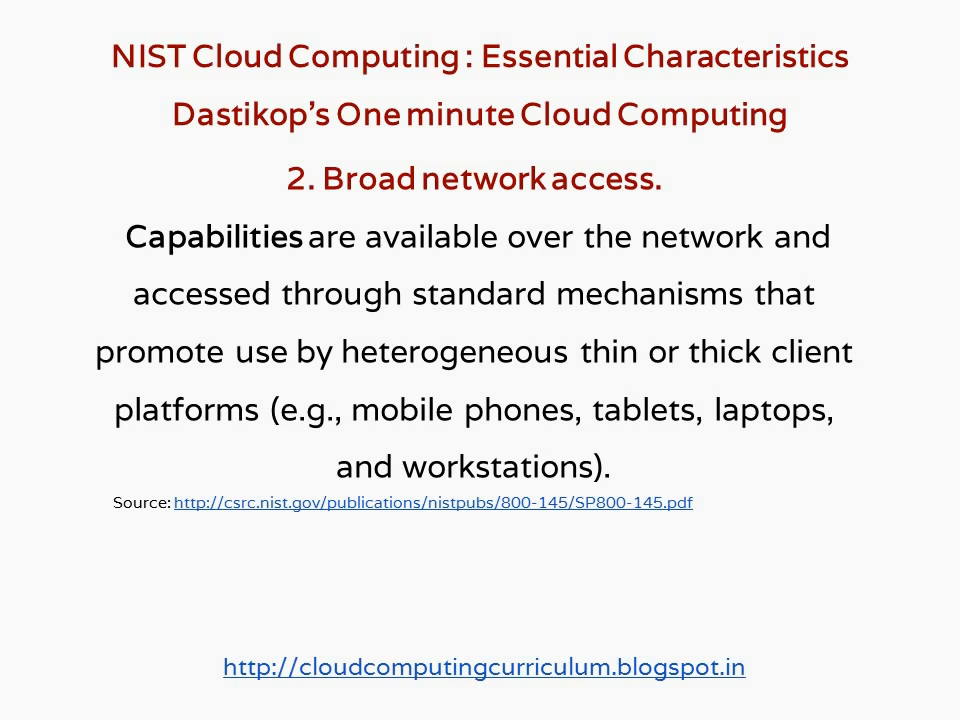 NIST Cloud Computing : Essential Characteristics
Dastikop's One minute Cloud Computing
2. Broad network access.
Capabilities are available over the network and
accessed through standard mechanisms that
promote use by heterogeneous thin or thick client
platforms (e.g., mobile phones, tablets, laptops,
and workstations).
Source: http://csrc.nist.gov/publications/nistpubs/800-145/SP800-145.pdf
http://cloudcomputingcurriculum.blogspot.in